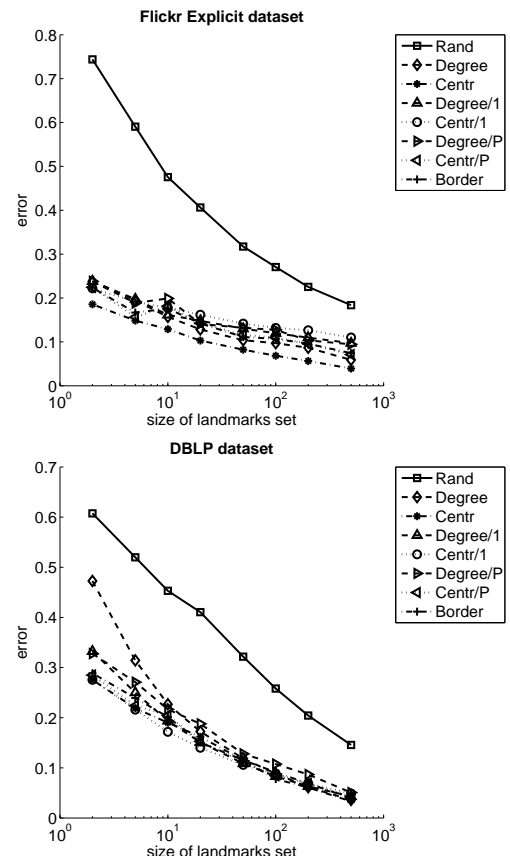 Flickr Explicit dataset
0.8
0.7
0.6
0.5
0.4
0.3
0.2
0.1
0
error
10^0
10^1
10^2
10^3
size of landmarks set
Rand
Degree
Centr
Degree/1
Centr/1
Degree/P
Centr/P
Border
DBLP dataset
0.7
0.6
0.5
0.4
0.3
0.2
0.1
0
error
10^0
10^1
10^2
10^3
size of landmarks set
Rand
Degree
Centr
Degree/1
Centr/1
Degree/P
Centr/P
Border